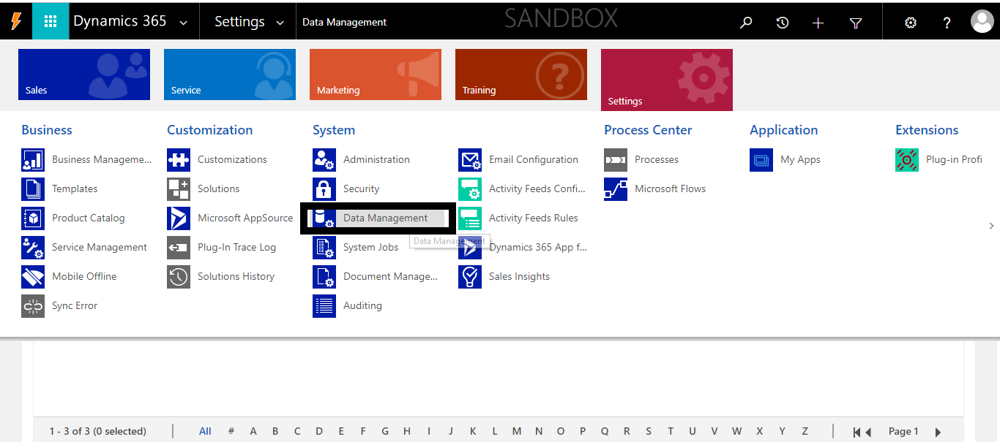 Dynamics 365 Settings Data Management SANDBOX ?
Sales Service Marketing Training Settings
Business
Business Manageme...
Templates
Product Catalog
Service Management
Mobile Offline
Sync Error
Customization
Customizations
Solutions
Microsoft AppSource
Plug-In Trace Log
Solutions History
System
Administration
Security
Data Management
Data Management
System Jobs
Document Manage...
Auditing
Email Configuration
Activity Feeds Confi...
Activity Feeds Rules
Dynamics 365 App f...
Sales Insights
Process Center
Processes
Microsoft Flows
Application
My Apps
Extensions
Plug-in Profi
1 - 3 of 3 (0 selected) All # A B C D E F G H I J K L M N O P Q R S T U V W X Y Z Page 1